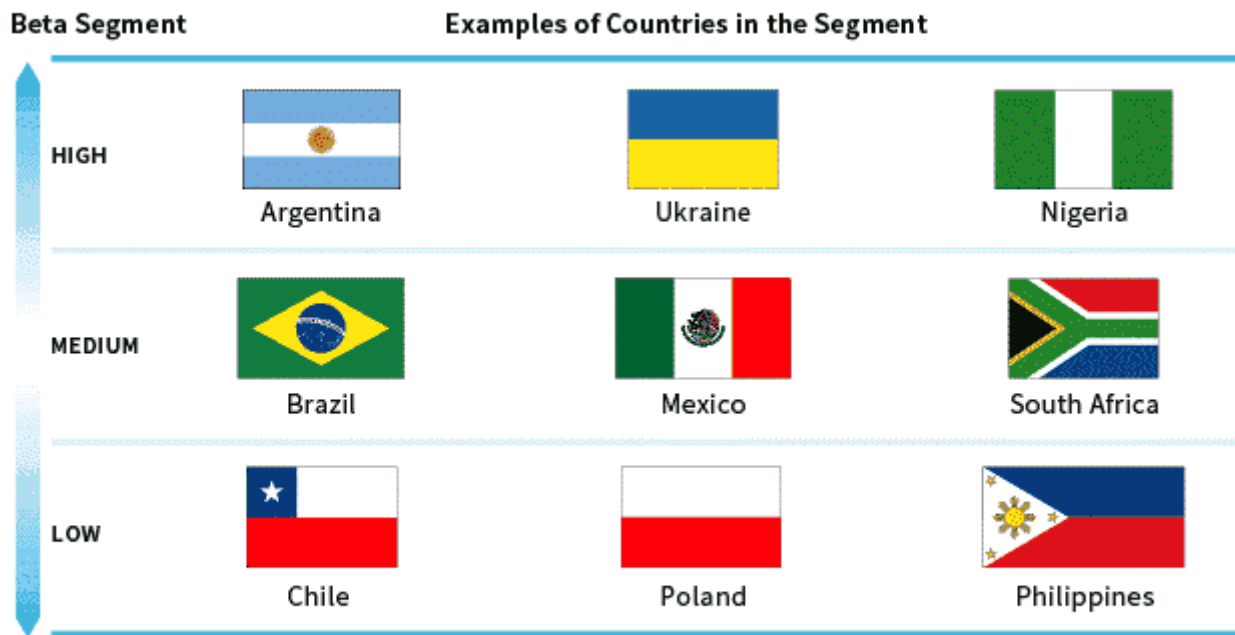 Beta Segment Examples of Countries in the Segment
HIGH
Argentina Ukraine Nigeria
MEDIUM
Brazil Mexico South Africa
LOW
Chile Poland Philippines